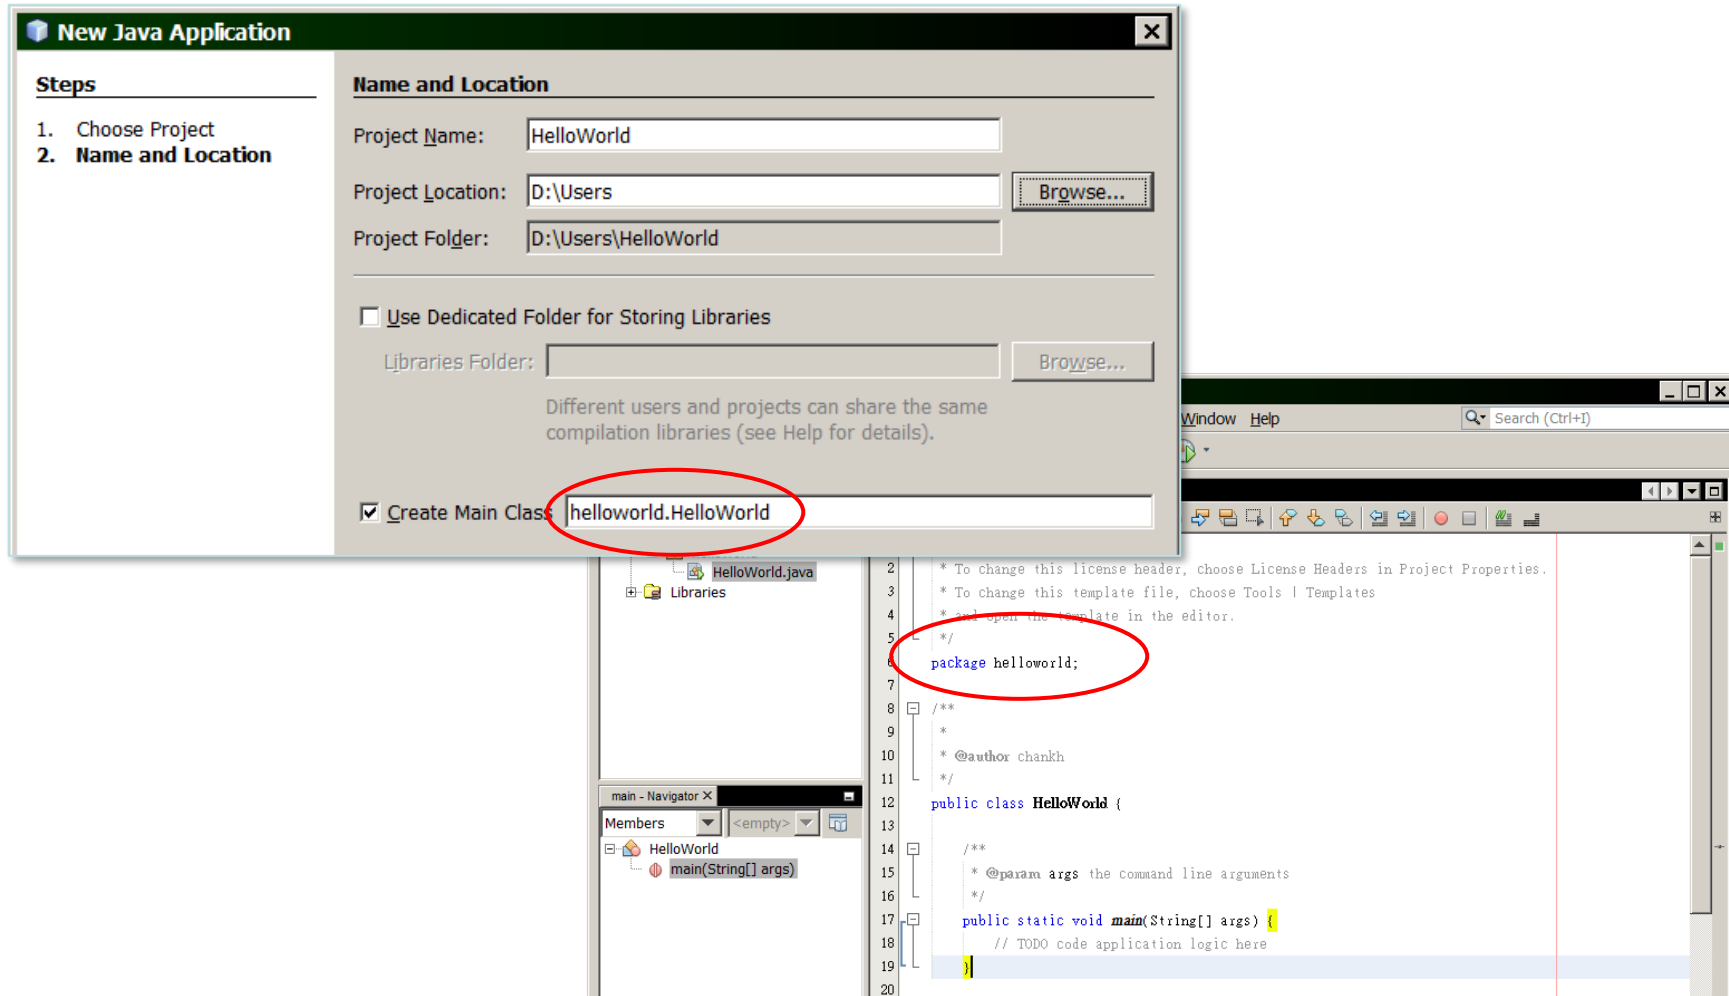 New Java Application
Steps
1. Choose Project
2. Name and Location
Name and Location
Project Name: HelloWorld
Project Location: D:\Users Browse...
Project Folder: D:\Users\HelloWorld
Use Dedicated Folder for Storing Libraries
Libraries Folder: Browse...
Different users and projects can share the same
compilation libraries (see Help for details).
Create Main Class helloworld.HelloWorld
Window Help Search (Ctrl+I)
HelloWorld.java
Libraries
main - Navigator
Members <empty>
HelloWorld
main(String[] args)
2 * To change this license header, choose License Headers in Project Properties.
3 * To change this template file, choose Tools | Templates
4 * and open the template in the editor.
5 */
6 package helloworld;
7
8 /**
9 *
10 * @author chankh
11 */
12 public class HelloWorld {
13
14 /**
15 * @param args the command line arguments
16 */
17 public static void main(String[] args) {
18 // TODO code application logic here
19 }
20